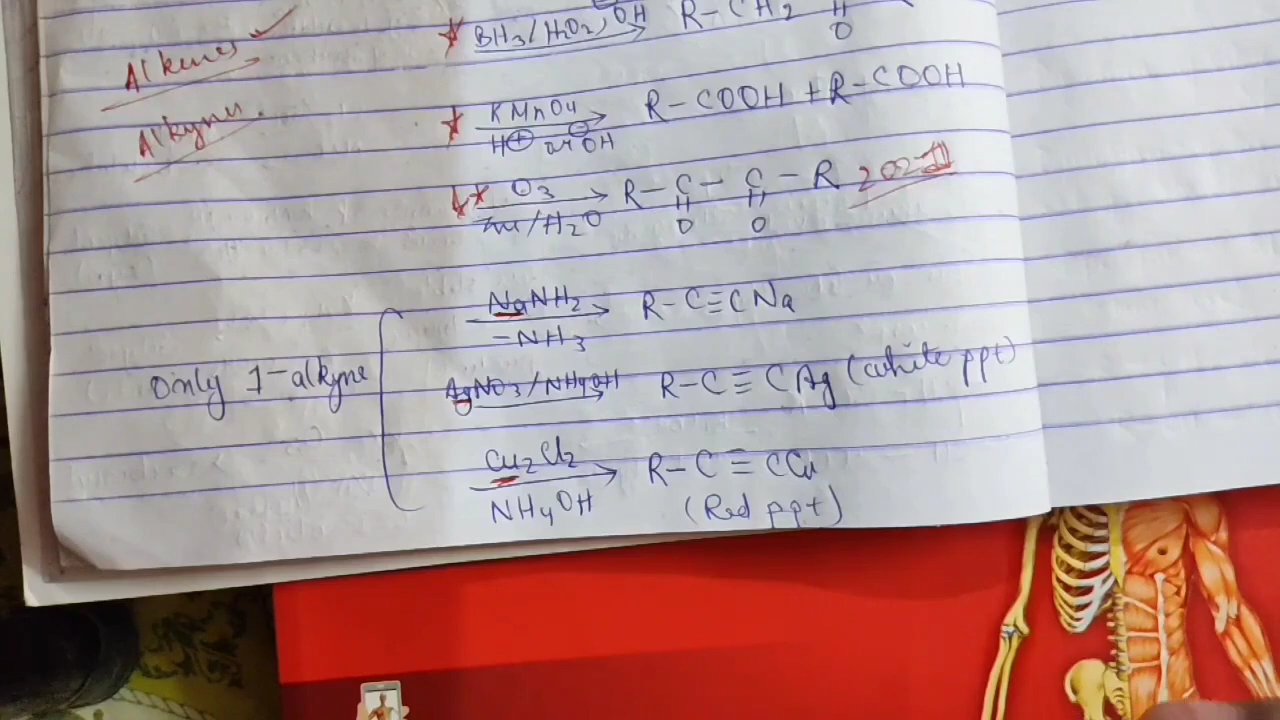 Alkenes ✓
★ BH3/H2O2, OH R-CH2
||
O
Alkynes.
★ KMnO4 → R-COOH + R-COOH
H⊕ or OH⊖
★ O3 → R-C-C-R 2021
Zn/H2O || ||
O O
Only 1-alkyne
NaNH2 → R-C≡CNa
-NH3
AgNO3/NH4OH → R-C≡CAg (white ppt)
Cu2Cl2 → R-C≡CCu
NH4OH (Red ppt)